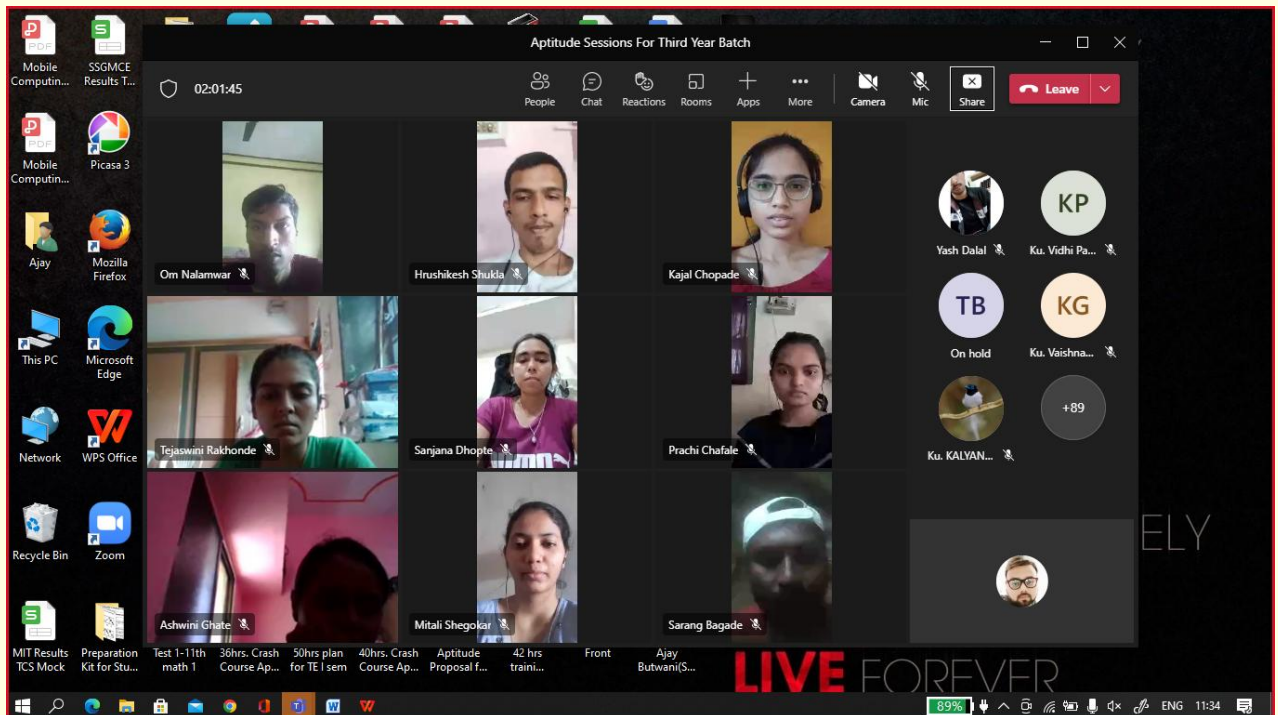 Aptitude Sessions For Third Year Batch
02:01:45
People
Chat
Reactions
Rooms
Apps
More
Camera
Mic
Share
Leave
PDF
Mobile
Computin...
S
SSGMCE
Results T...
PDF
Mobile
Computin...
Picasa 3
Ajay
Mozilla
Firefox
This PC
Microsoft
Edge
Network
WPS Office
Recycle Bin
Zoom
S
MIT Results
TCS Mock
Preparation
Kit for Stu...
Om Nalamwar
Hrushikesh Shukla
Kajal Chopade
Tejaswini Rakhonde
Sanjana Dhopte
Prachi Chafale
Ashwini Ghate
Mitali Shegokar
Sarang Bagade
Yash Dalal
KP
Ku. Vidhi Pa...
TB
On hold
KG
Ku. Vaishna...
Ku. KALYAN...
+89
ELY
Test 1-11th
math 1
36hrs. Crash
Course Ap...
50hrs plan
for TE I sem
40hrs. Crash
Course Ap...
Aptitude
Proposal f...
42 hrs
traini...
Front
Ajay
Butwani(S...
LIVE FOREVER
89%
ENG
11:34